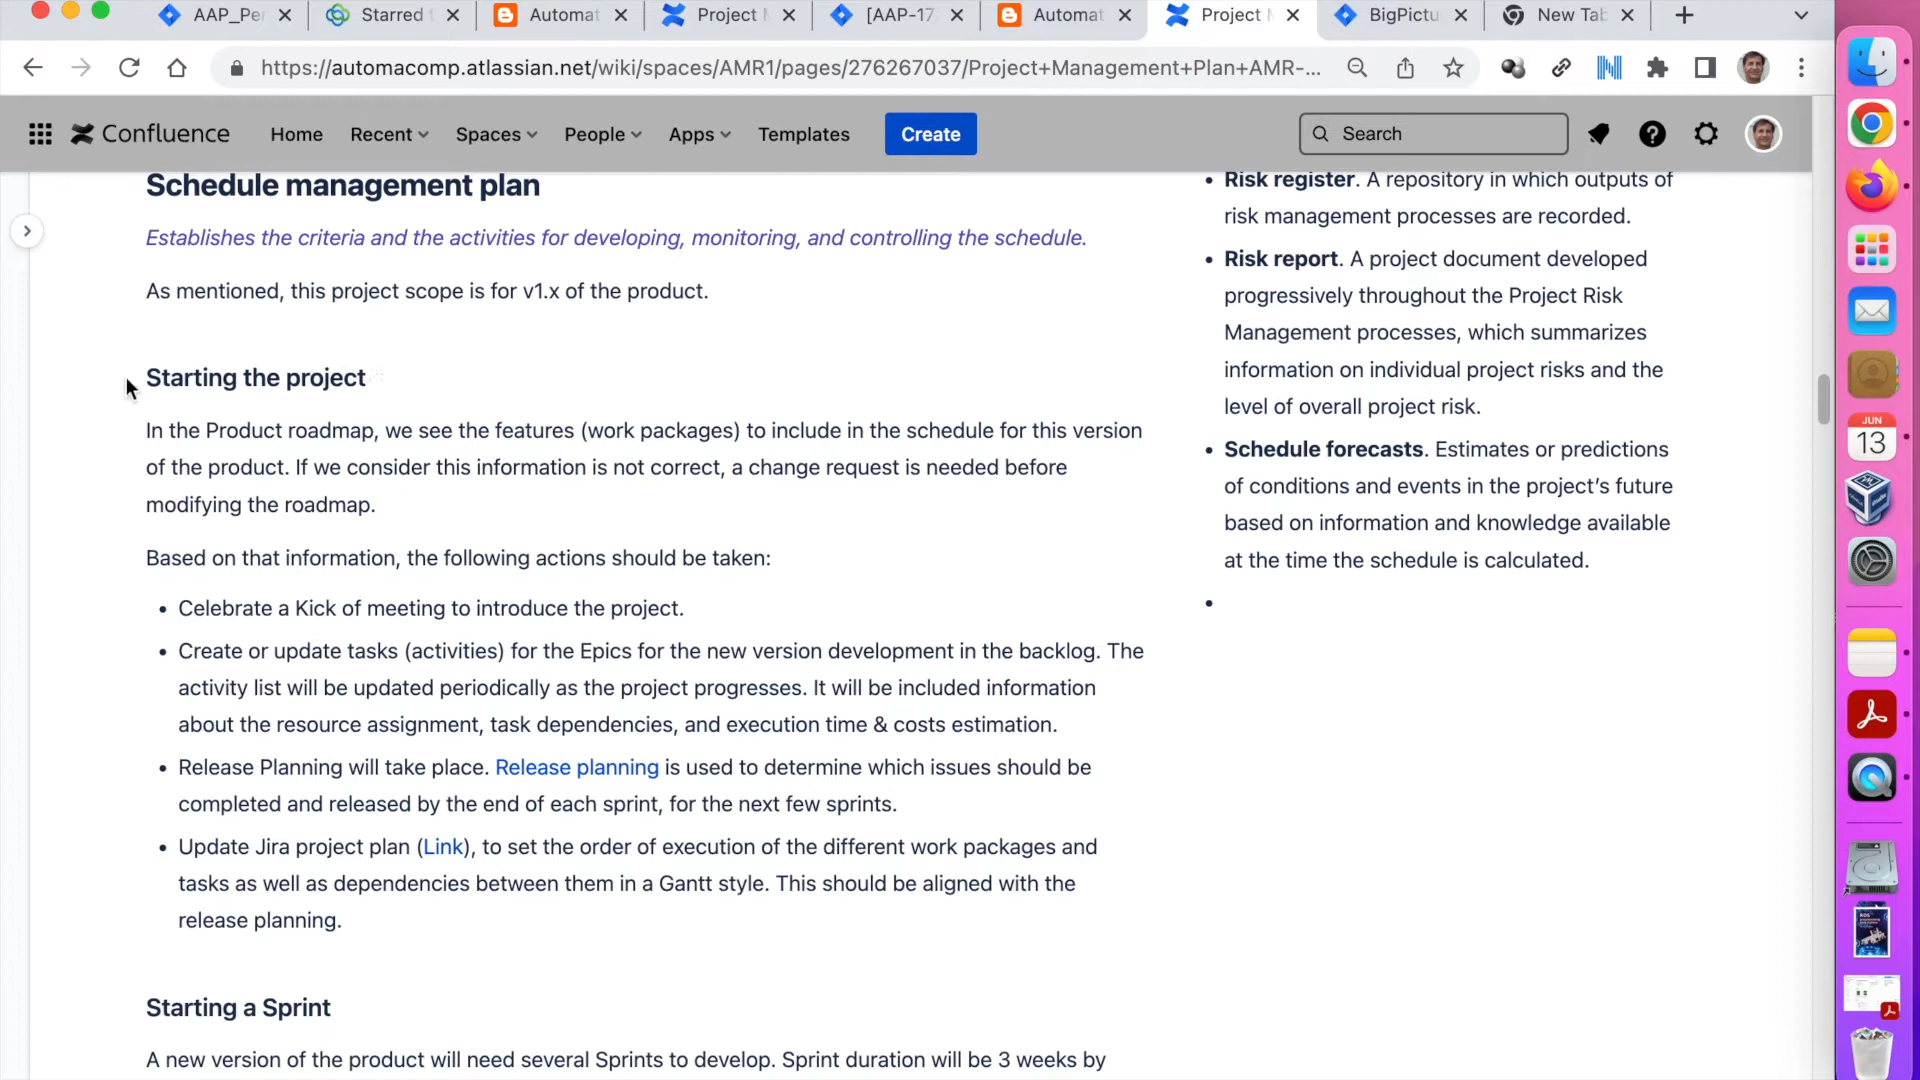 AAP_Pe
Starred
Automat
Project M
[AAP-17
Automat
Project M
BigPictu
New Tab
https://automacomp.atlassian.net/wiki/spaces/AMR1/pages/276267037/Project+Management+Plan+AMR-...
Confluence
Home
Recent
Spaces
People
Apps
Templates
Create
Search
Schedule management plan
Establishes the criteria and the activities for developing, monitoring, and controlling the schedule.
As mentioned, this project scope is for v1.x of the product.
Starting the project
In the Product roadmap, we see the features (work packages) to include in the schedule for this version
of the product. If we consider this information is not correct, a change request is needed before
modifying the roadmap.
Based on that information, the following actions should be taken:
• Celebrate a Kick of meeting to introduce the project.
• Create or update tasks (activities) for the Epics for the new version development in the backlog. The
activity list will be updated periodically as the project progresses. It will be included information
about the resource assignment, task dependencies, and execution time & costs estimation.
• Release Planning will take place. Release planning is used to determine which issues should be
completed and released by the end of each sprint, for the next few sprints.
• Update Jira project plan (Link), to set the order of execution of the different work packages and
tasks as well as dependencies between them in a Gantt style. This should be aligned with the
release planning.
Starting a Sprint
A new version of the product will need several Sprints to develop. Sprint duration will be 3 weeks by
• Risk register. A repository in which outputs of
risk management processes are recorded.
• Risk report. A project document developed
progressively throughout the Project Risk
Management processes, which summarizes
information on individual project risks and the
level of overall project risk.
• Schedule forecasts. Estimates or predictions
of conditions and events in the project’s future
based on information and knowledge available
at the time the schedule is calculated.
•
JUN
13